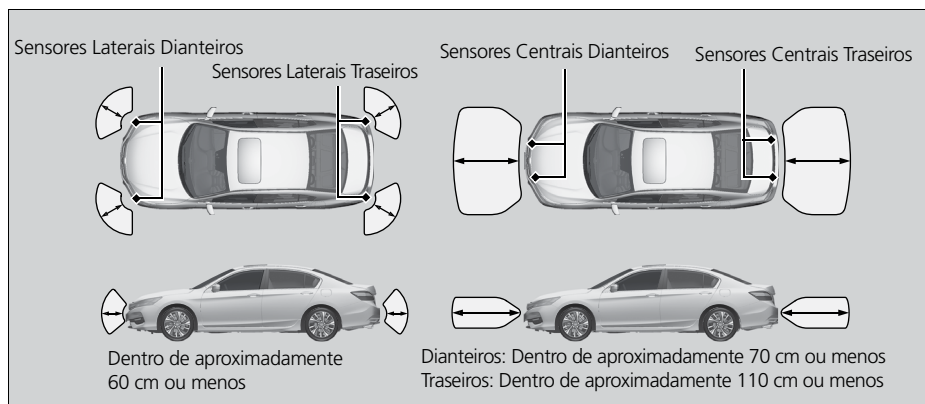 Sensores Laterais Dianteiros
Sensores Laterais Traseiros
Dentro de aproximadamente
60 cm ou menos
Sensores Centrais Dianteiros
Sensores Centrais Traseiros
Dianteiros: Dentro de aproximadamente 70 cm ou menos
Traseiros: Dentro de aproximadamente 110 cm ou menos